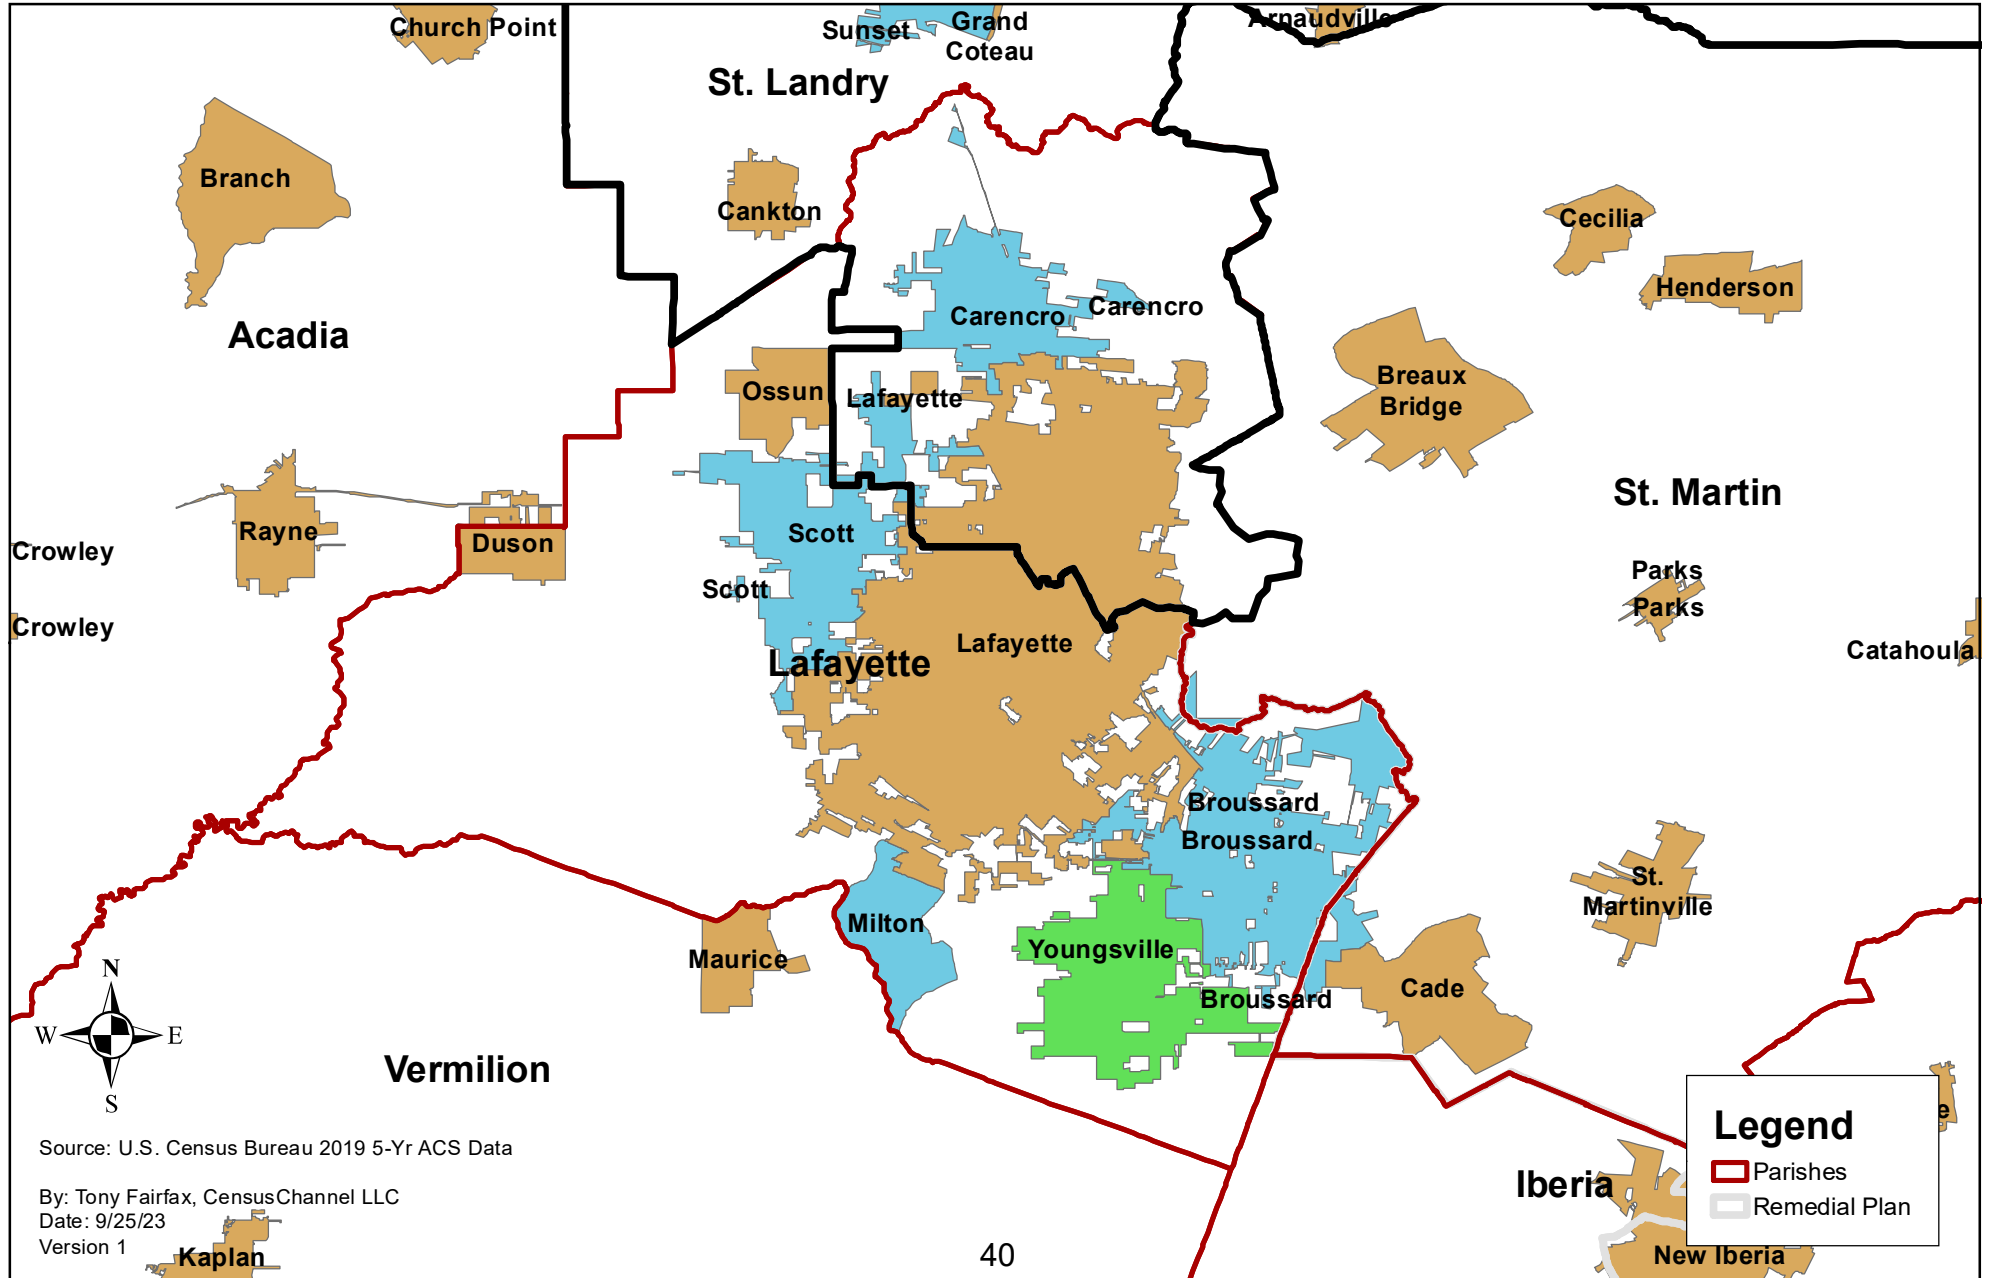 Church Point
Sunset
Grand
Coteau
Arnaudville
St. Landry
Branch
Cankton
Cecilia
Henderson
Carencro
Carencro
Acadia
Ossun
Lafayette
Breaux
Bridge
St. Martin
Rayne
Duson
Scott
Crowley
Scott
Parks
Parks
Crowley
Lafayette
Catahoula
Lafayette
Broussard
Broussard
St.
Martinville
Milton
Youngsville
Maurice
Cade
Broussard
N
W
E
S
Vermilion
Source: U.S. Census Bureau 2019 5-Yr ACS Data
By: Tony Fairfax, CensusChannel LLC
Date: 9/25/23
Version 1
Kaplan
40
Iberia
New Iberia
e
Legend
Parishes
Remedial Plan